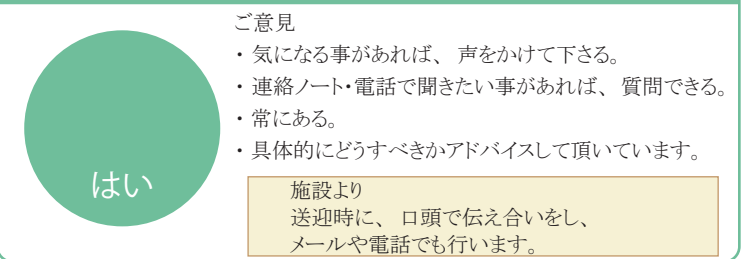 はい
ご意見
・気になる事があれば、声をかけて下さる。
・連絡ノート・電話で聞きたい事があれば、質問できる。
・常にある。
・具体的にどうすべきかアドバイスして頂いています。
施設より
送迎時に、口頭で伝え合いをし、
メールや電話でも行います。